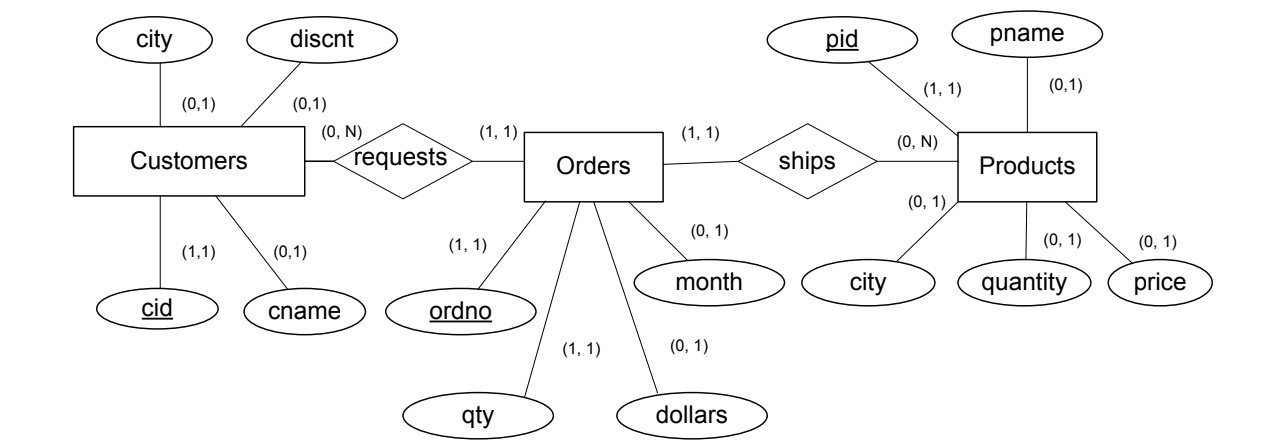 city
discnt
pid
pname
(0,1)
(0,1)
(1, 1)
(0,1)
Customers
(0, N)
requests
(1, 1)
Orders
(1, 1)
ships
(0, N)
Products
(1,1)
(0,1)
(1, 1)
(0, 1)
(0, 1)
(0, 1)
(0, 1)
cid
cname
ordno
month
city
quantity
price
(1, 1)
(0, 1)
qty
dollars